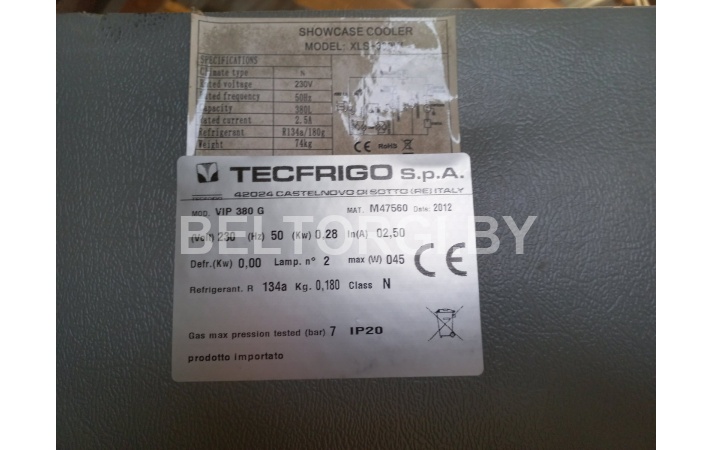 SHOWCASE COOLER
MODEL: XLS
SPECIFICATIONS
Climate type N
Rated voltage 230V
Rated frequency 50Hz
Capacity 380L
Rated current 2.5A
Refrigerant R134a/180g
Weight 74kg
CE RoHS
TECFRIGO S.p.A.
42024 CASTELNOVO DI SOTTO (RE) ITALY
MOD. VIP 380 G MAT. M47560 Date: 2012
(Volt) 230 (Hz) 50 (Kw) 0.28 In(A) 02,50
Defr.(Kw) 0,00 Lamp. n° 2 max (W) 045
CE
Refrigerant. R 134a Kg. 0,180 Class N
Gas max pression tested (bar) 7 IP20
prodotto importato
BELTORGI.BY